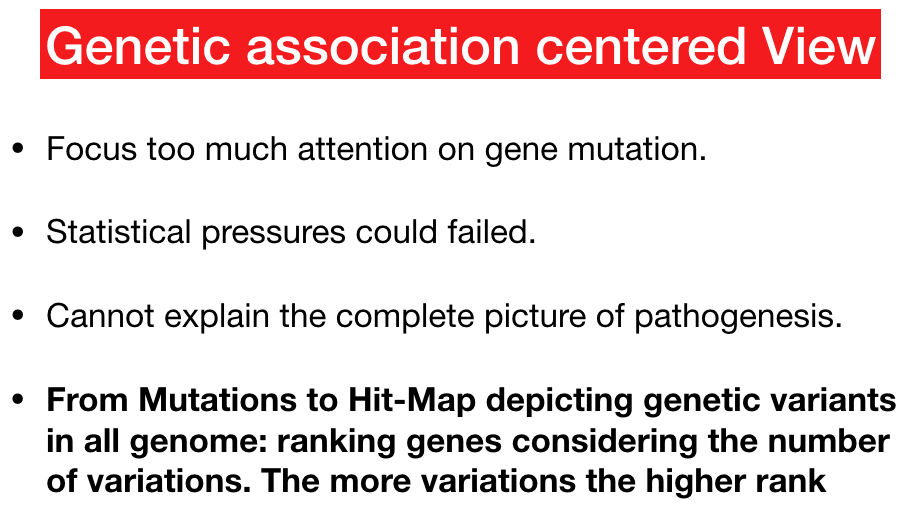 Genetic association centered View
• Focus too much attention on gene mutation.
• Statistical pressures could failed.
• Cannot explain the complete picture of pathogenesis.
• From Mutations to Hit-Map depicting genetic variants
in all genome: ranking genes considering the number
of variations. The more variations the higher rank